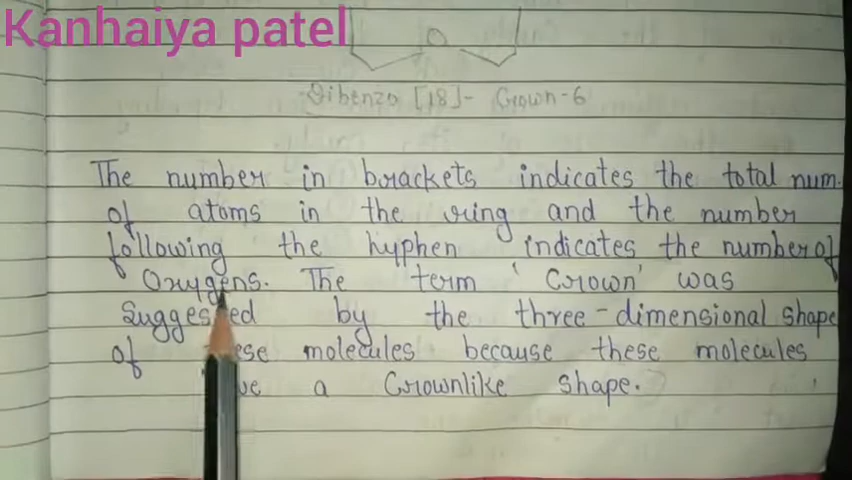 Kanhaiya patel
O
Dibenzo [18]- Crown-6
The number in brackets indicates the total num.
of atoms in the ring and the number
following the hyphen indicates the number of
Oxygens. The term 'Crown' was
Suggested by the three-dimensional shape
of molecules because these molecules
a Crownlike shape.